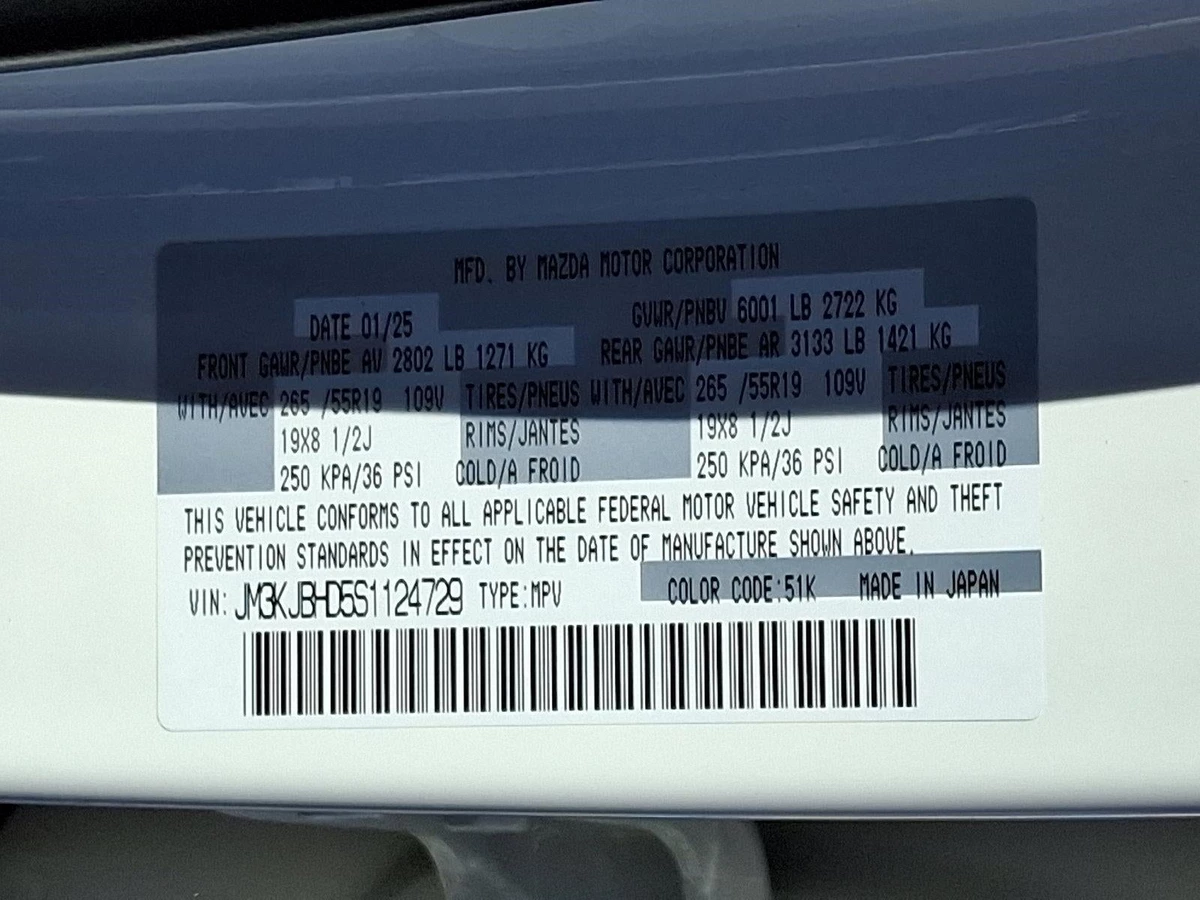 MFD. BY MAZDA MOTOR CORPORATION
DATE 01/25 GVWR/PNBV 6001 LB 2722 KG
FRONT GAWR/PNBE AV 2802 LB 1271 KG REAR GAWR/PNBE AR 3133 LB 1421 KG
WITH/AVEC 265 /55R19 109V TIRES/PNEUS WITH/AVEC 265 /55R19 109V TIRES/PNEUS
19X8 1/2J RIMS/JANTES 19X8 1/2J RIMS/JANTES
250 KPA/36 PSI COLD/A FROID 250 KPA/36 PSI COLD/A FROID
THIS VEHICLE CONFORMS TO ALL APPLICABLE FEDERAL MOTOR VEHICLE SAFETY AND THEFT
PREVENTION STANDARDS IN EFFECT ON THE DATE OF MANUFACTURE SHOWN ABOVE.
VIN: JM3KJBHD5S1124729 TYPE:MPV COLOR CODE:51K MADE IN JAPAN